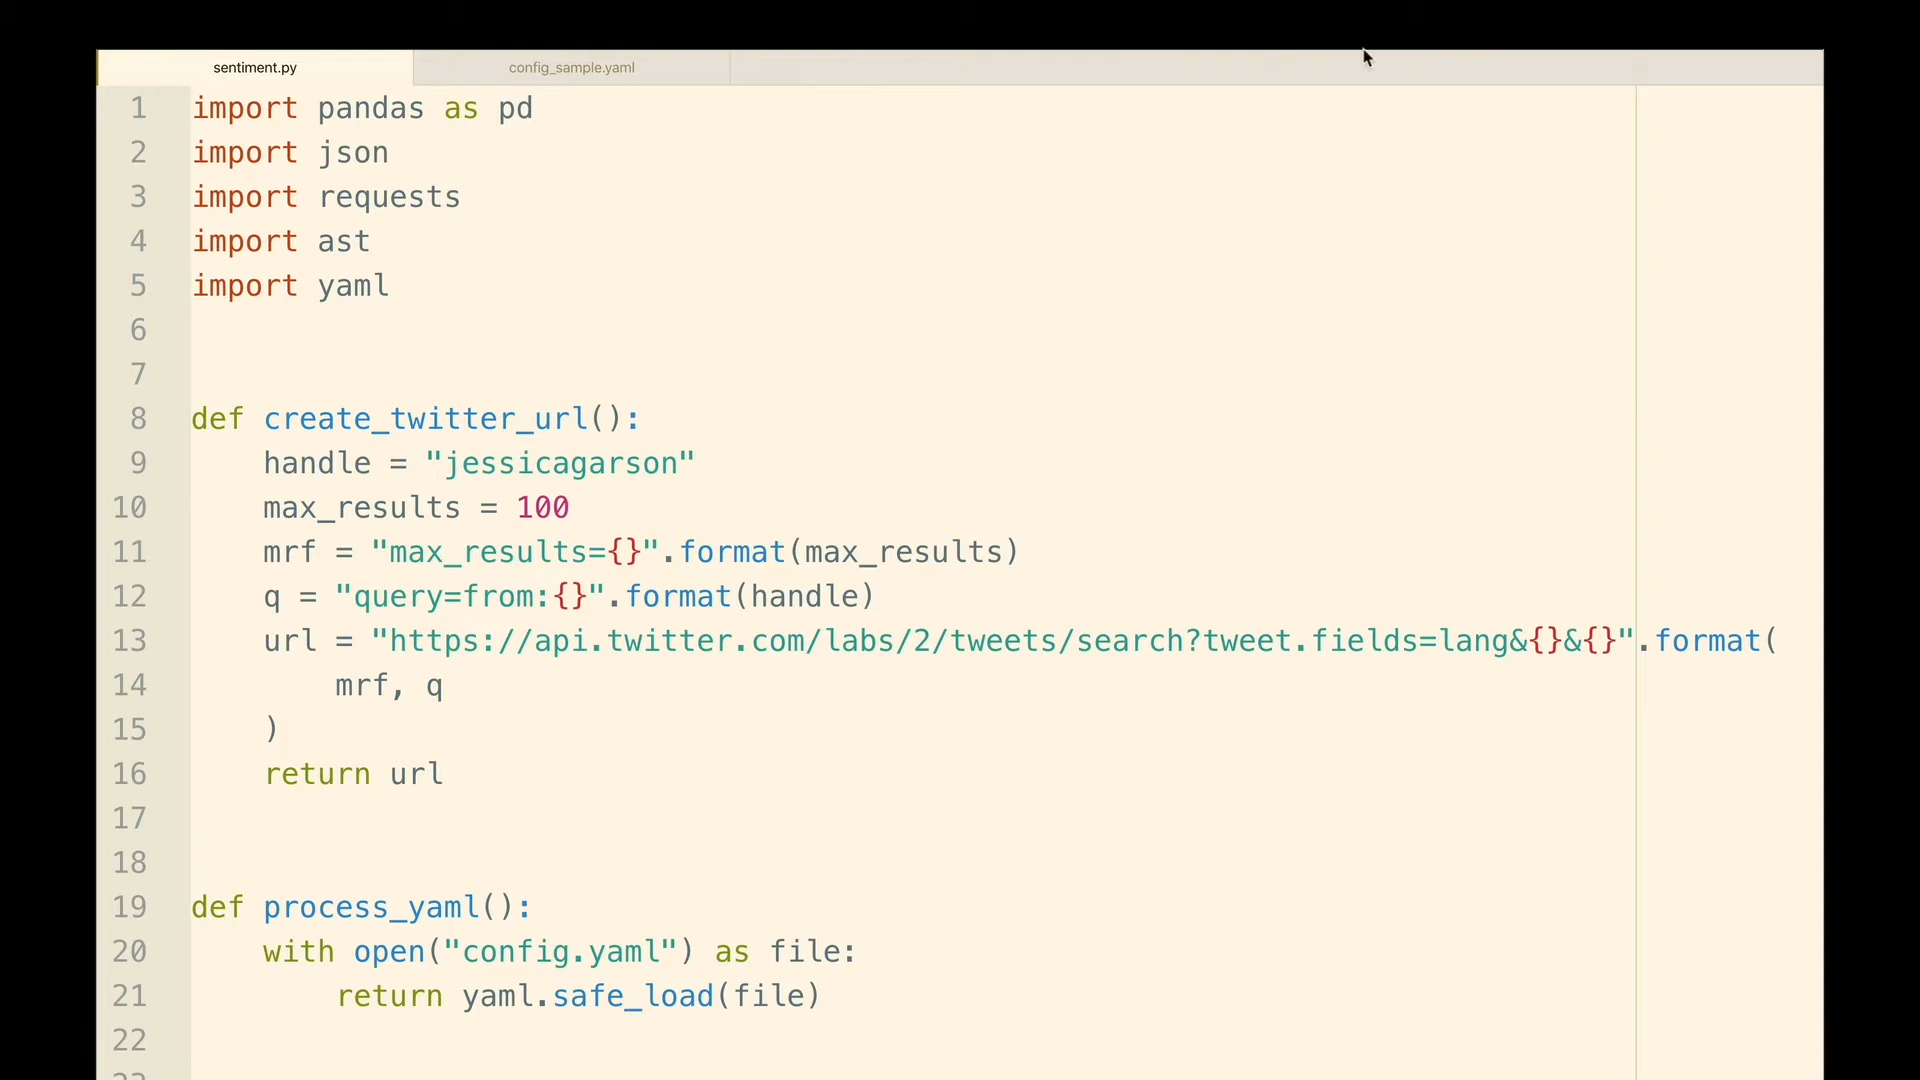 sentiment.py config_sample.yaml
1 import pandas as pd
2 import json
3 import requests
4 import ast
5 import yaml
6
7
8 def create_twitter_url():
9     handle = "jessicagarson"
10     max_results = 100
11     mrf = "max_results={}".format(max_results)
12     q = "query=from:{}".format(handle)
13     url = "https://api.twitter.com/labs/2/tweets/search?tweet.fields=lang&{}&{}".format(
14         mrf, q
15     )
16     return url
17
18
19 def process_yaml():
20     with open("config.yaml") as file:
21         return yaml.safe_load(file)
22